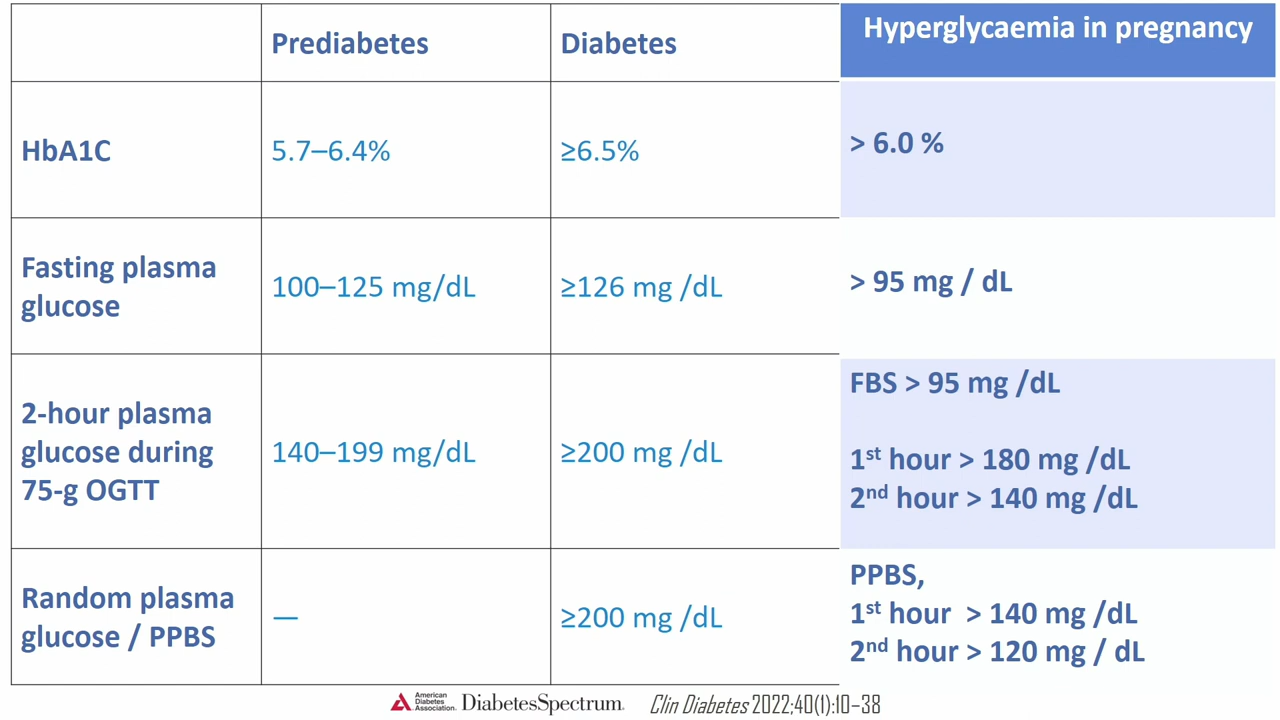 Prediabetes
Diabetes
Hyperglycaemia in pregnancy
HbA1C
5.7–6.4%
≥6.5%
> 6.0 %
Fasting plasma
glucose
100–125 mg/dL
≥126 mg /dL
> 95 mg / dL
2-hour plasma
glucose during
75-g OGTT
140–199 mg/dL
≥200 mg /dL
FBS > 95 mg /dL
1st hour > 180 mg /dL
2nd hour > 140 mg /dL
Random plasma
glucose / PPBS
—
≥200 mg /dL
PPBS,
1st hour > 140 mg /dL
2nd hour > 120 mg / dL
American
Diabetes
Association.
DiabetesSpectrum.
Clin Diabetes 2022;40(1):10–38